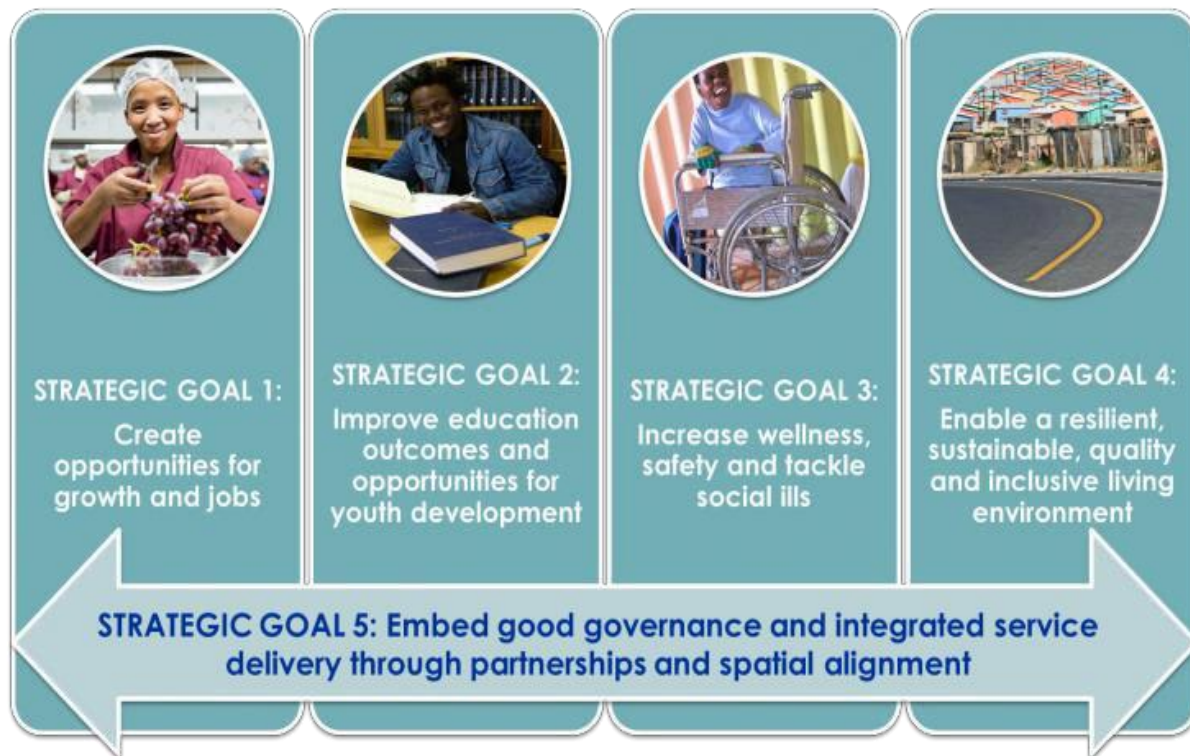 STRATEGIC GOAL 1:
Create
opportunities for
growth and jobs
STRATEGIC GOAL 2:
Improve education
outcomes and
opportunities for
youth development
STRATEGIC GOAL 3:
Increase wellness,
safety and tackle
social ills
STRATEGIC GOAL 4:
Enable a resilient,
sustainable, quality
and inclusive living
environment
STRATEGIC GOAL 5: Embed good governance and integrated service
delivery through partnerships and spatial alignment